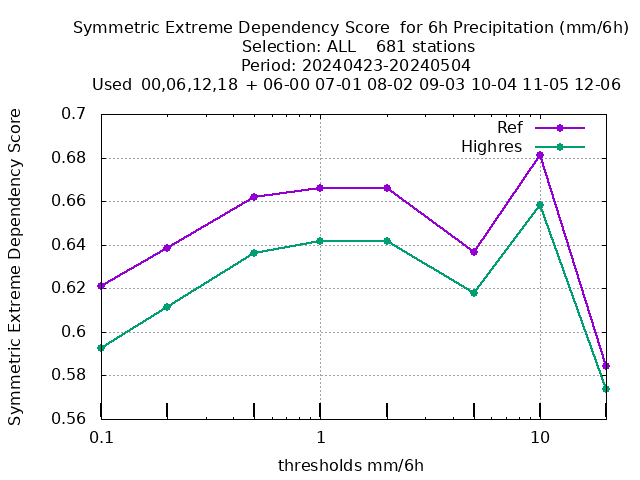 Symmetric Extreme Dependency Score  for 6h Precipitation (mm/6h)
Selection: ALL    681 stations
Period: 20240423-20240504
Used  00,06,12,18  + 06-00 07-01 08-02 09-03 10-04 11-05 12-06
Symmetric Extreme Dependency Score
0.7
0.68
0.66
0.64
0.62
0.6
0.58
0.56
Ref
Highres
0.1
1
10
thresholds mm/6h